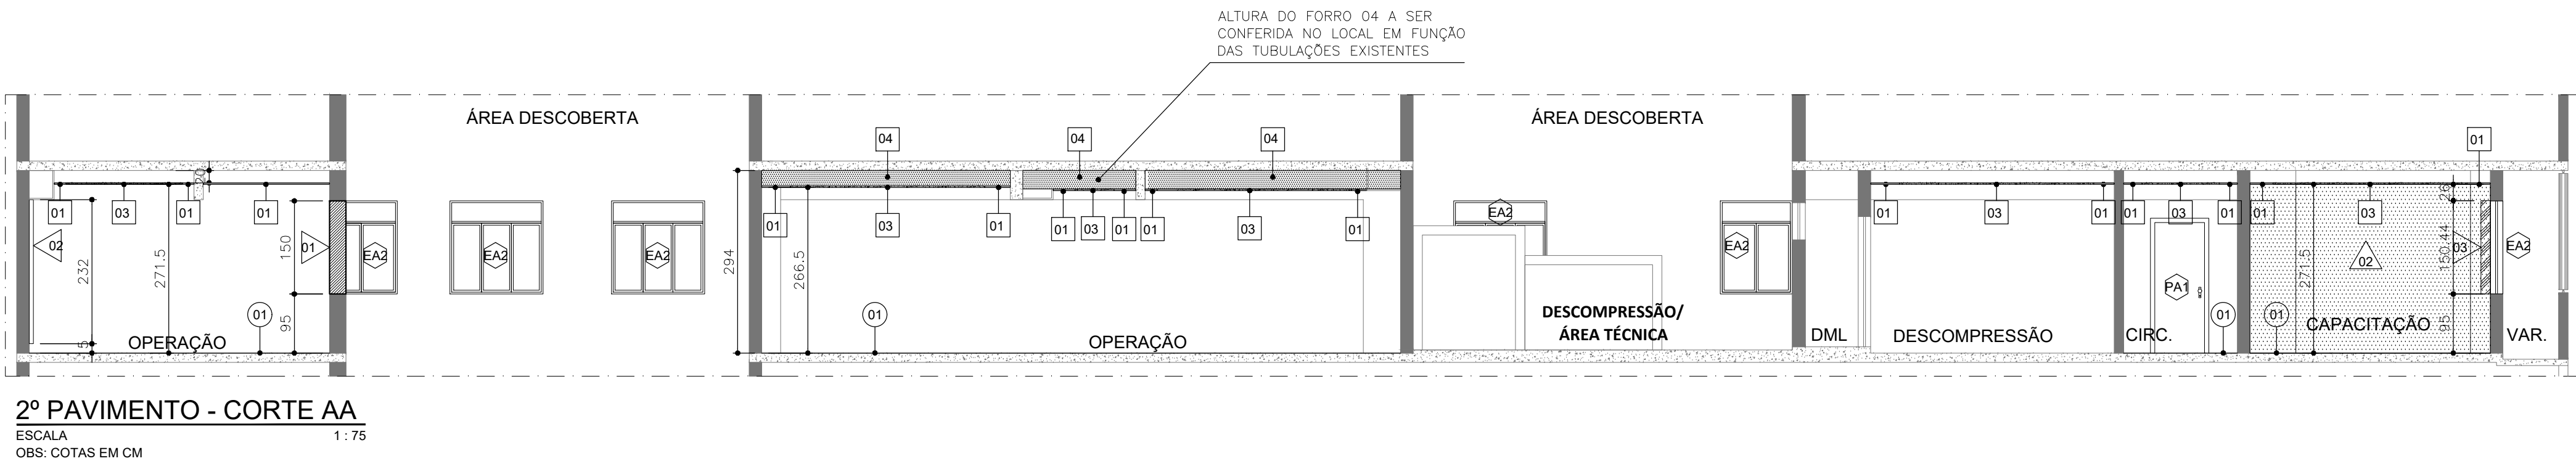 ALTURA DO FORRO 04 A SER
CONFERIDA NO LOCAL EM FUNÇÃO
DAS TUBULAÇÕES EXISTENTES
ÁREA DESCOBERTA
ÁREA DESCOBERTA
04
04
04
01
20
01
03
01
01
02
232
271.5
150
01
95
5
01
OPERAÇÃO
EA2
EA2
EA2
294
266.5
01
03
01
01
03
01
01
03
01
01
OPERAÇÃO
EA2
EA2
DESCOMPRESSÃO/
ÁREA TÉCNICA
DML
01
03
01
DESCOMPRESSÃO
01
03
01
PA1
01
CIRC.
01
03
26
271.5
02
150.44
03
95
01
CAPACITAÇÃO
EA2
VAR.
2º PAVIMENTO - CORTE AA
ESCALA 1 : 75
OBS: COTAS EM CM